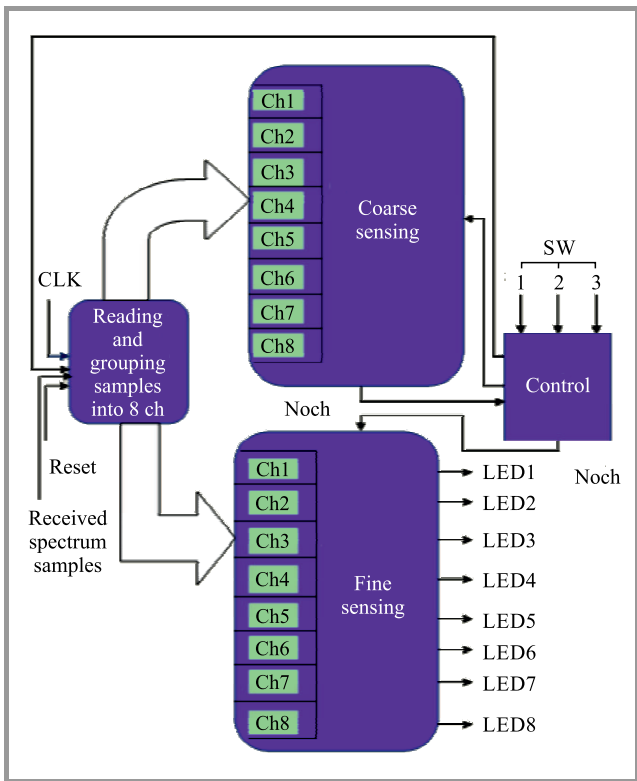 Ch1
Ch2
Ch3
Ch4
Ch5
Ch6
Ch7
Ch8
Coarse
sensing
SW
1 2 3
Control
CLK
Reading
and
grouping
samples
into 8 ch
Reset
Received
spectrum
samples
Noch
Noch
Ch1
Ch2
Ch3
Ch4
Ch5
Ch6
Ch7
Ch8
Fine
sensing
LED1
LED2
LED3
LED4
LED5
LED6
LED7
LED8